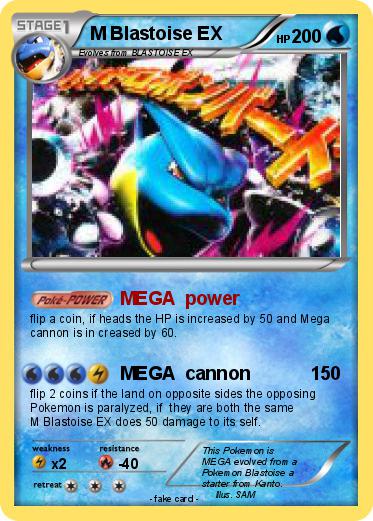 STAGE1
M Blastoise EX
HP 200
Evolves from BLASTOISE EX
Poké-POWER MEGA power
flip a coin, if heads the HP is increased by 50 and Mega
cannon is in creased by 60.
MEGA cannon 150
flip 2 coins if the land on opposite sides the opposing
Pokemon is paralyzed, if they are both the same
M Blastoise EX does 50 damage to its self.
weakness
x2
resistance
-40
retreat
This Pokemon is
MEGA evolved from a
Pokemon Blastoise a
starter from Kanto.
Illus. SAM
- fake card -